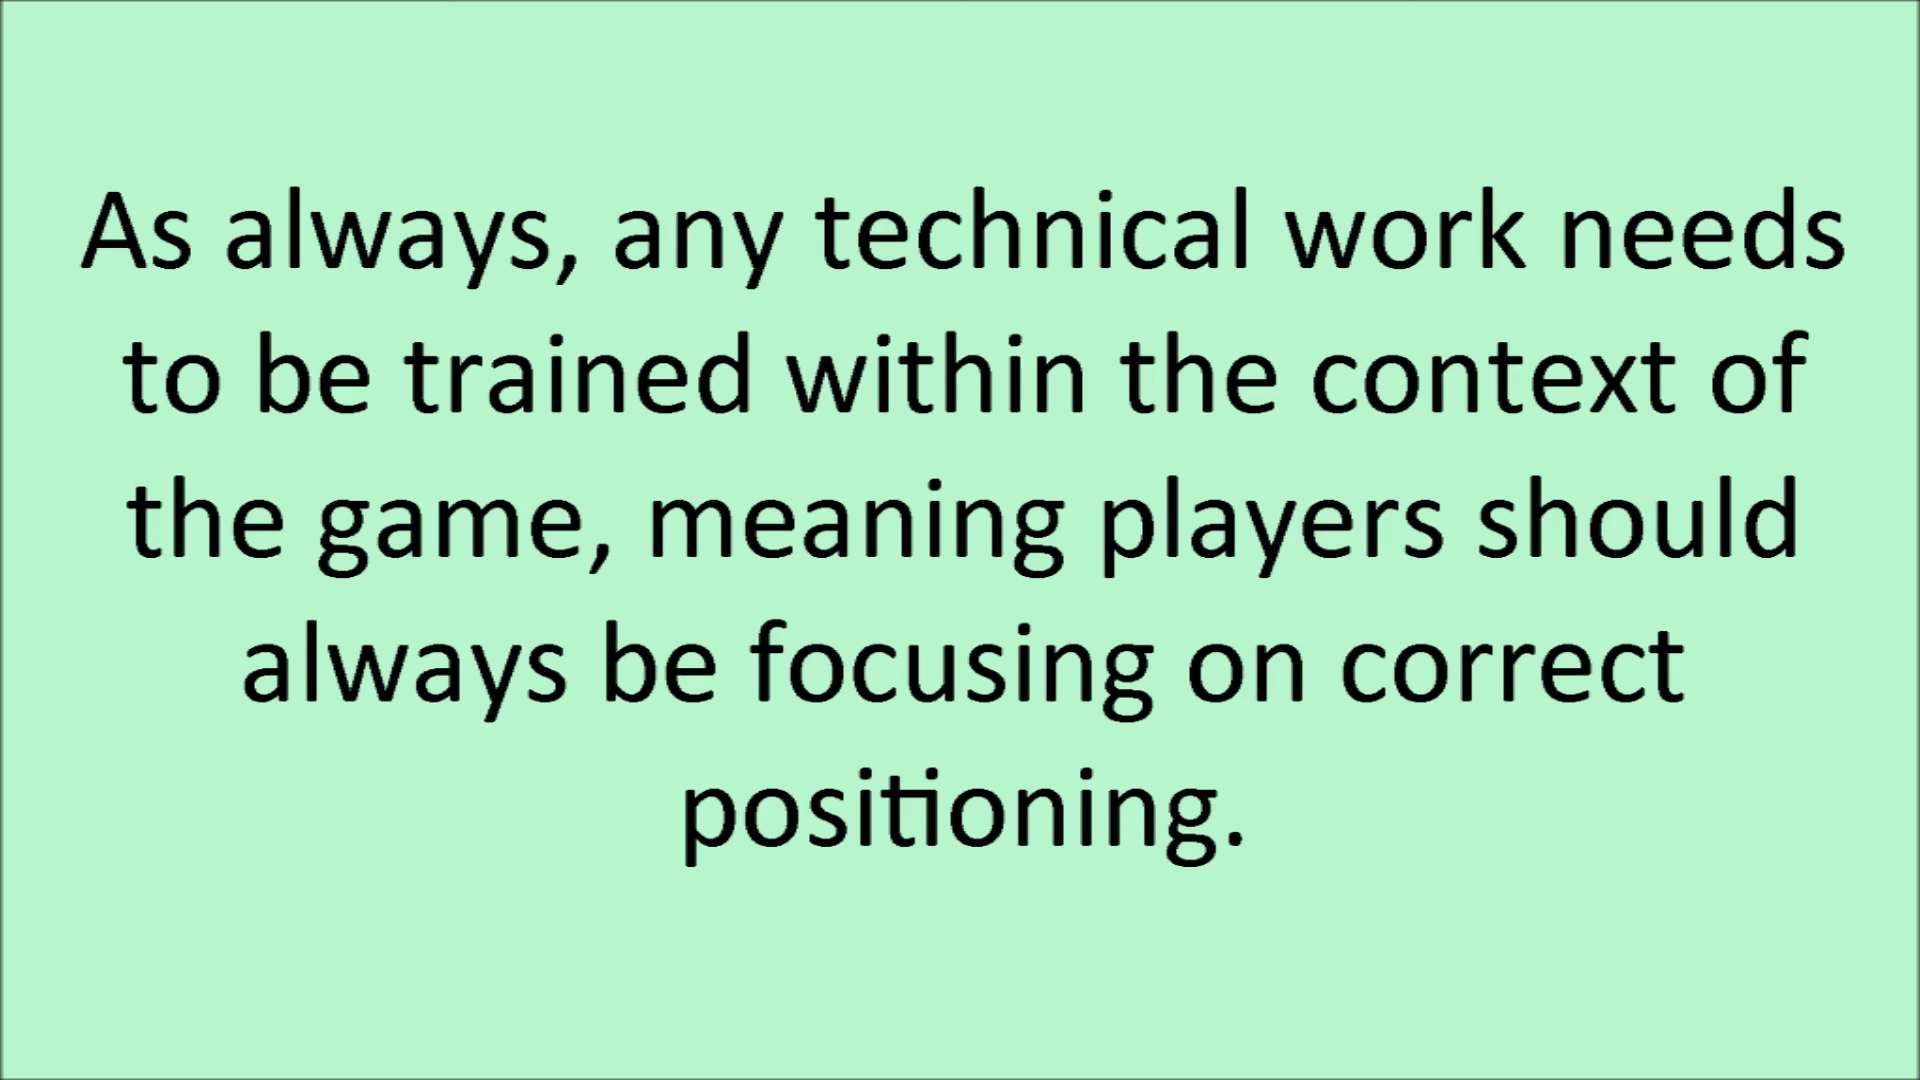 As always, any technical work needs
to be trained within the context of
the game, meaning players should
always be focusing on correct
positioning.